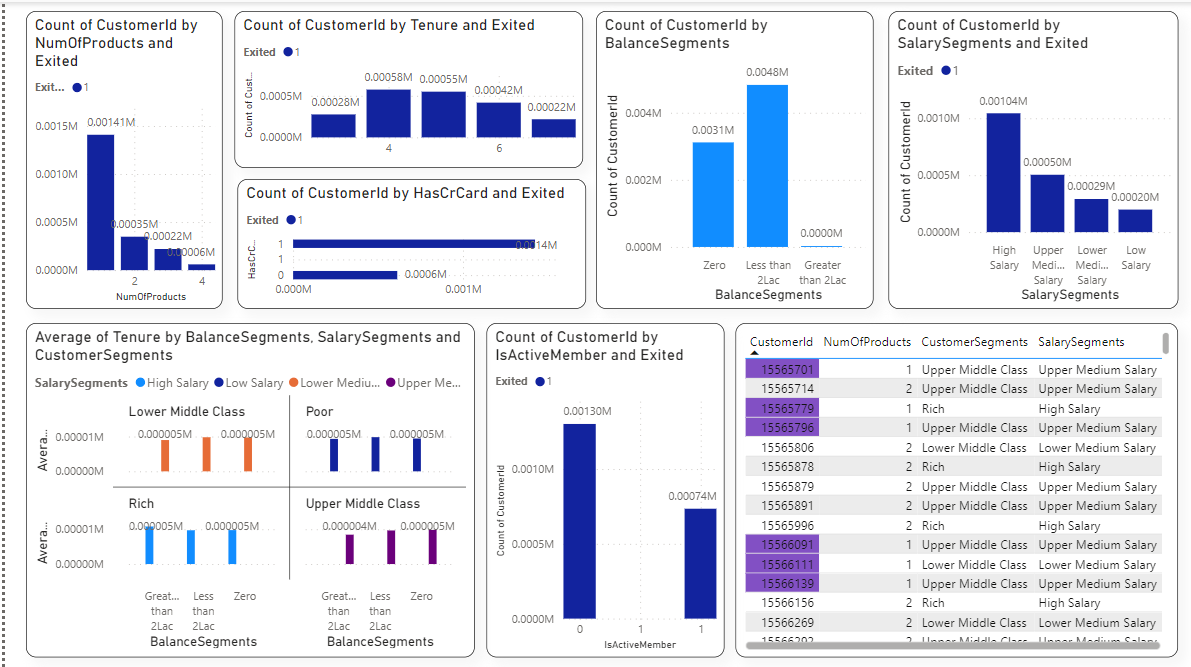 Count of CustomerId by
NumOfProducts and
Exited
Exit... 1
0.0015M
0.00141M
0.0010M
0.0005M
0.00035M
0.00022M
0.00006M
0.0000M
2 4
NumOfProducts
Count of CustomerId by Tenure and Exited
Exited 1
Count of Cust...
0.0005M
0.0000M
0.00028M
0.00058M
0.00055M
0.00042M
0.00022M
4 6
Count of CustomerId by HasCrCard and Exited
Exited 1
HasCrC...
1
1
0
0.0014M
0.0006M
0.000M 0.001M
Count of CustomerId by
BalanceSegments
Count of CustomerId
0.004M
0.002M
0.000M
0.0031M
0.0048M
0.0000M
Zero Less than Greater
2Lac than 2Lac
BalanceSegments
Count of CustomerId by
SalarySegments and Exited
Exited 1
Count of CustomerId
0.0010M
0.0005M
0.0000M
0.00104M
0.00050M
0.00029M
0.00020M
High Upper Lower Low
Salary Medi... Medi... Salary
Salary Salary
SalarySegments
Average of Tenure by BalanceSegments, SalarySegments and
CustomerSegments
SalarySegments High Salary Low Salary Lower Mediu... Upper Me...
Lower Middle Class Poor
Avera...
0.00001M
0.00000M
0.000005M 0.000005M 0.000005M 0.000005M
Rich Upper Middle Class
Avera...
0.00001M
0.00000M
0.000005M 0.000005M 0.000004M 0.000005M
Great... Less Zero Great... Less Zero
than than than than
2Lac 2Lac 2Lac 2Lac
BalanceSegments BalanceSegments
Count of CustomerId by
IsActiveMember and Exited
Exited 1
Count of CustomerId
0.0010M
0.0005M
0.0000M
0.00130M
0.00074M
0 1 1
IsActiveMember
CustomerId NumOfProducts CustomerSegments SalarySegments
15565701 1 Upper Middle Class Upper Medium Salary
15565714 2 Upper Middle Class Upper Medium Salary
15565779 1 Rich High Salary
15565796 1 Upper Middle Class Upper Medium Salary
15565806 2 Lower Middle Class Lower Medium Salary
15565878 2 Rich High Salary
15565879 2 Upper Middle Class Upper Medium Salary
15565891 2 Upper Middle Class Upper Medium Salary
15565996 2 Rich High Salary
15566091 1 Upper Middle Class Upper Medium Salary
15566111 1 Lower Middle Class Lower Medium Salary
15566139 1 Upper Middle Class Upper Medium Salary
15566156 2 Rich High Salary
15566269 2 Lower Middle Class Lower Medium Salary
15566292 2 Upper Middle Class Upper Medium Salary